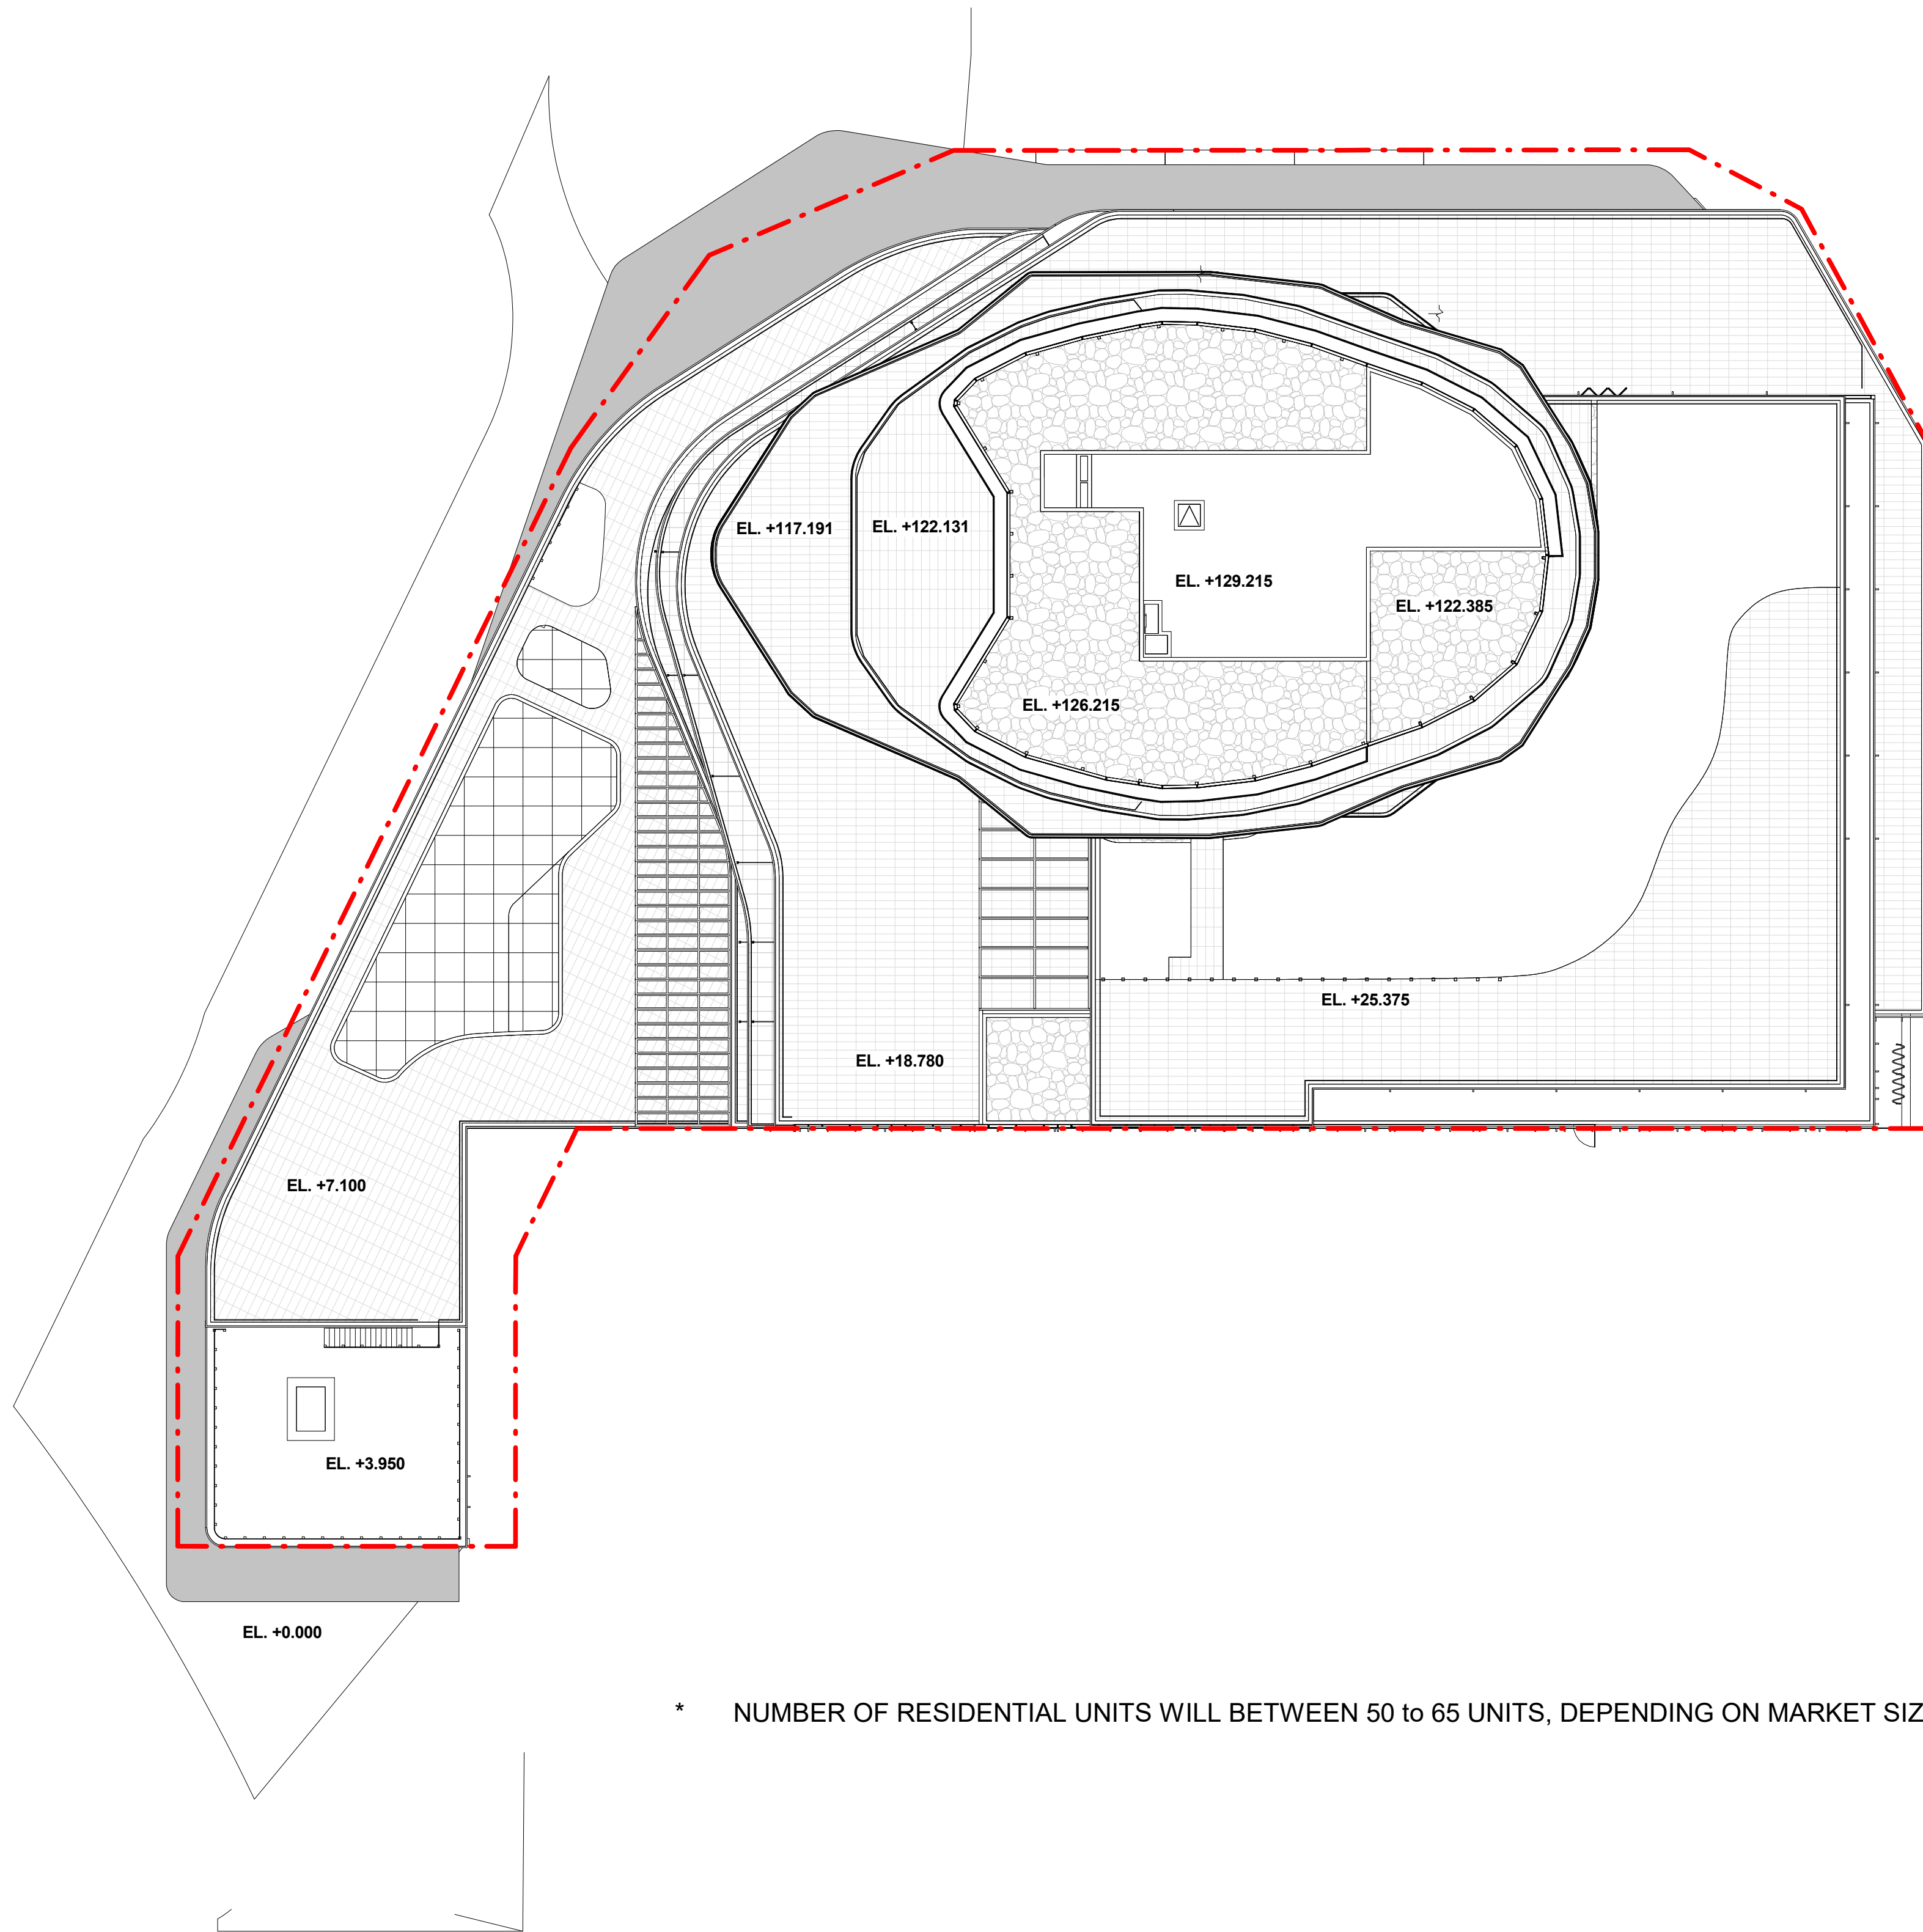 EL. +117.191
EL. +122.131
EL. +129.215
EL. +122.385
EL. +126.215
EL. +25.375
EL. +18.780
EL. +7.100
EL. +3.950
EL. +0.000
* NUMBER OF RESIDENTIAL UNITS WILL BETWEEN 50 to 65 UNITS, DEPENDING ON MARKET SIZ